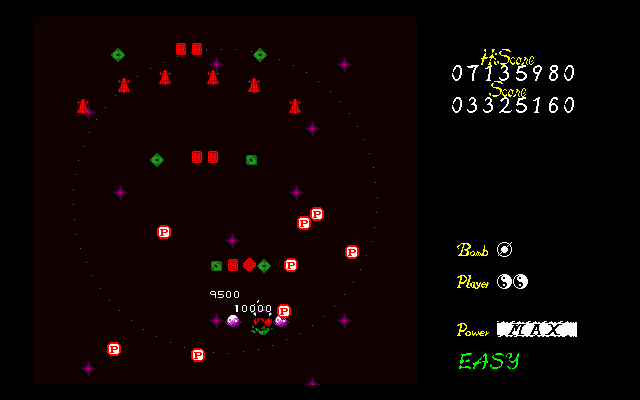 HiScore
07135980
Score
03325160
P
P
P
P
P
P
9500
10000
P
P
P
Bomb
Player
Power MAX
EASY